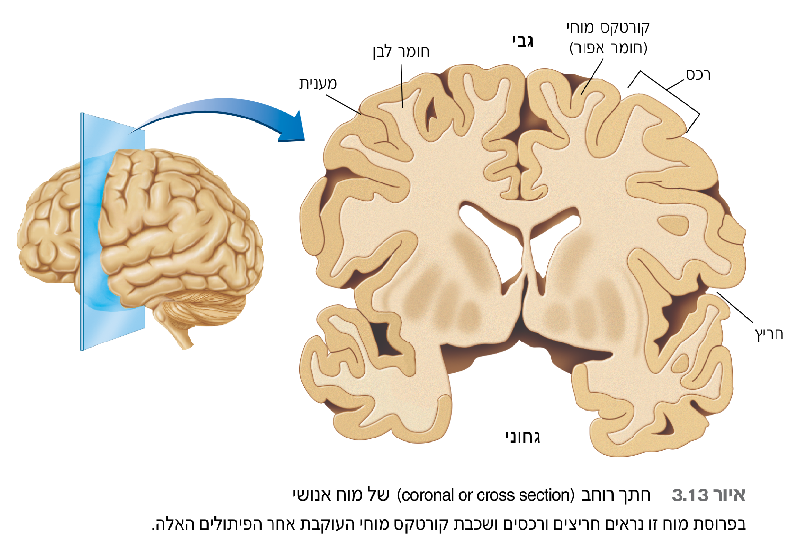 קורטקס מוחי
(חומר אפור)
גבי
חומר לבן
רכס
מענית
חריץ
גחוני
איור 3.13 חתך רוחב (coronal or cross section) של מוח אנושי
בפרוסת מוח זו נראים חריצים ורכסים ושכבת קורטקס מוחי העוקבת אחר הפיתולים האלה.